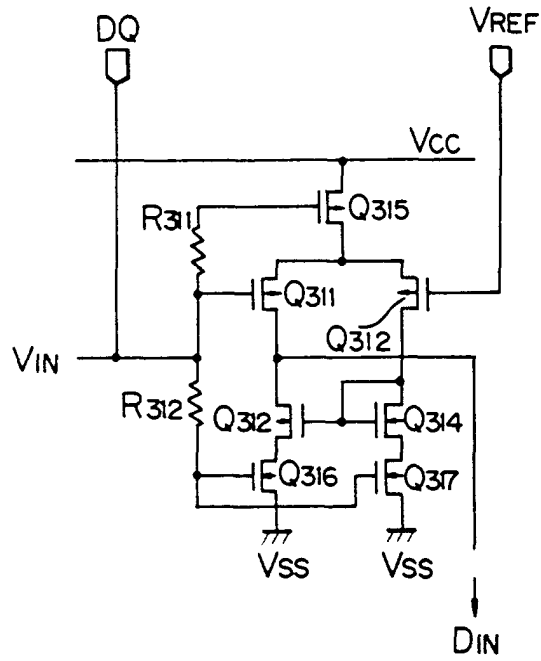 DQ
VREF
VCC
R311
Q315
Q311
Q312
VIN
R312
Q312
Q314
Q316
Q317
VSS
VSS
DIN